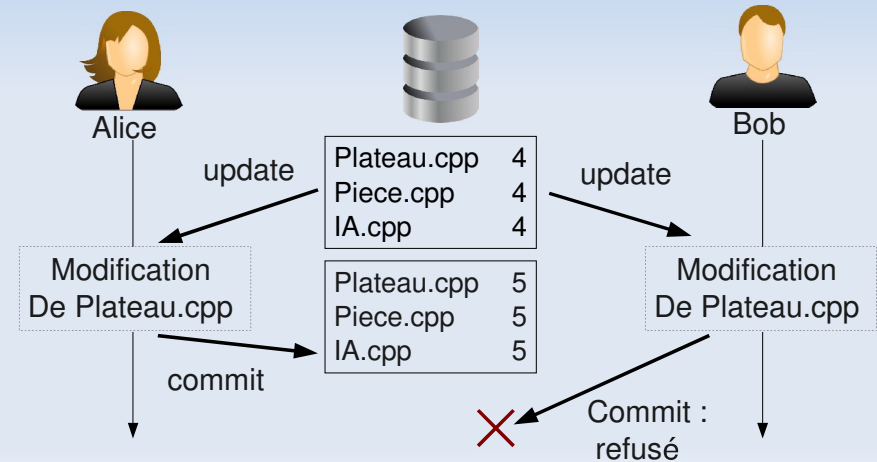 Alice
Bob
update
Plateau.cpp 4
Piece.cpp 4
IA.cpp 4
update
Modification
De Plateau.cpp
Plateau.cpp 5
Piece.cpp 5
IA.cpp 5
Modification
De Plateau.cpp
commit
Commit :
refusé